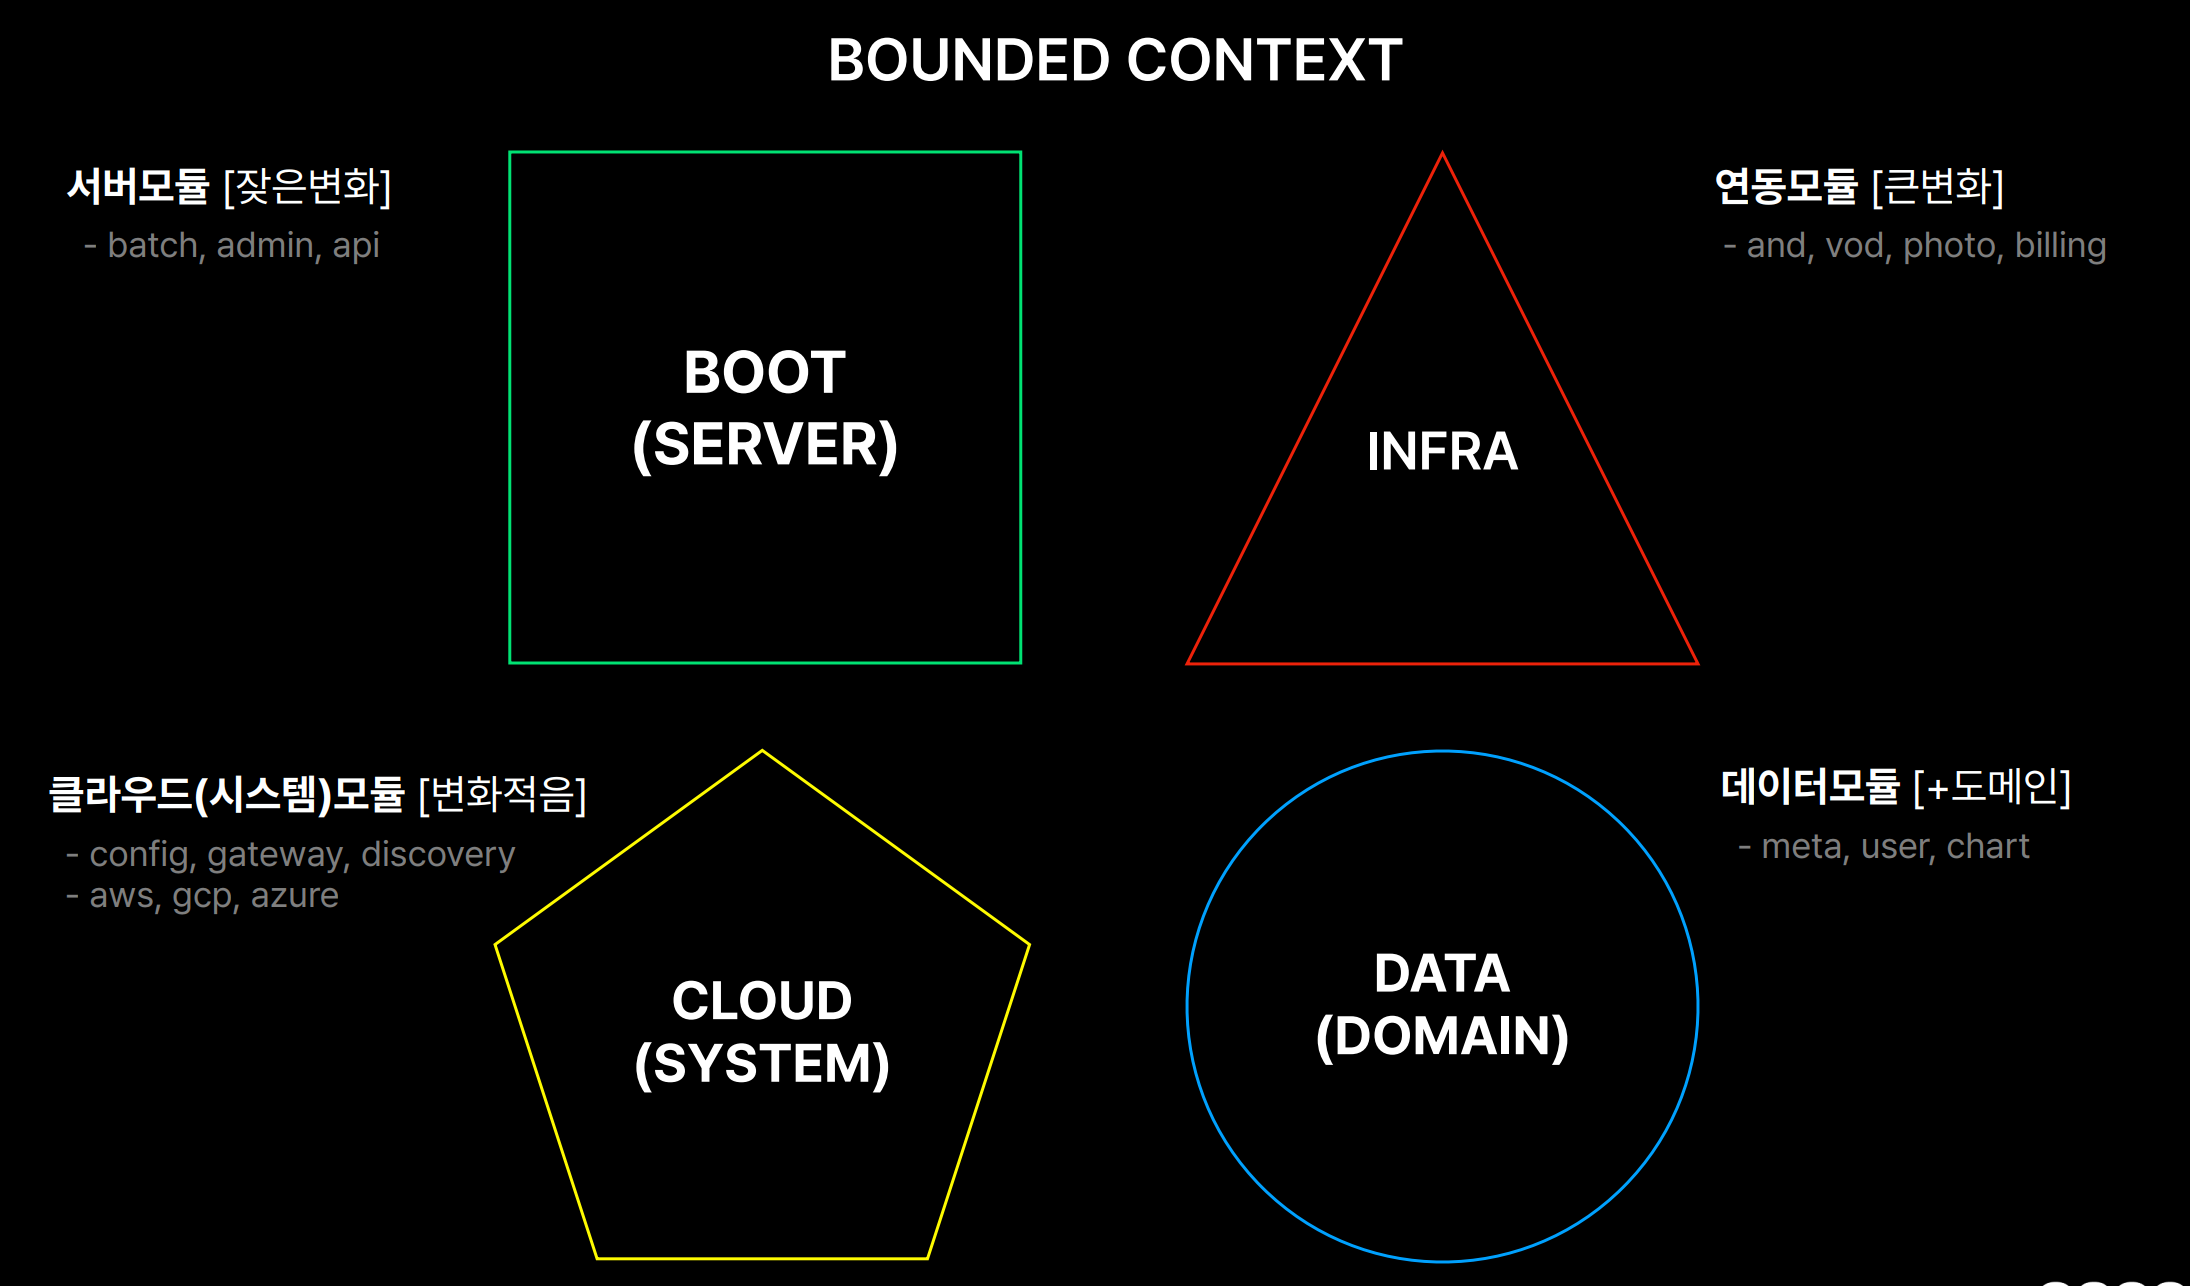 BOUNDED CONTEXT
서버모듈 [잦은변화]
- batch, admin, api
BOOT
(SERVER)
연동모듈 [큰변화]
- and, vod, photo, billing
INFRA
클라우드(시스템)모듈 [변화적음]
- config, gateway, discovery
- aws, gcp, azure
CLOUD
(SYSTEM)
데이터모듈 [+도메인]
- meta, user, chart
DATA
(DOMAIN)